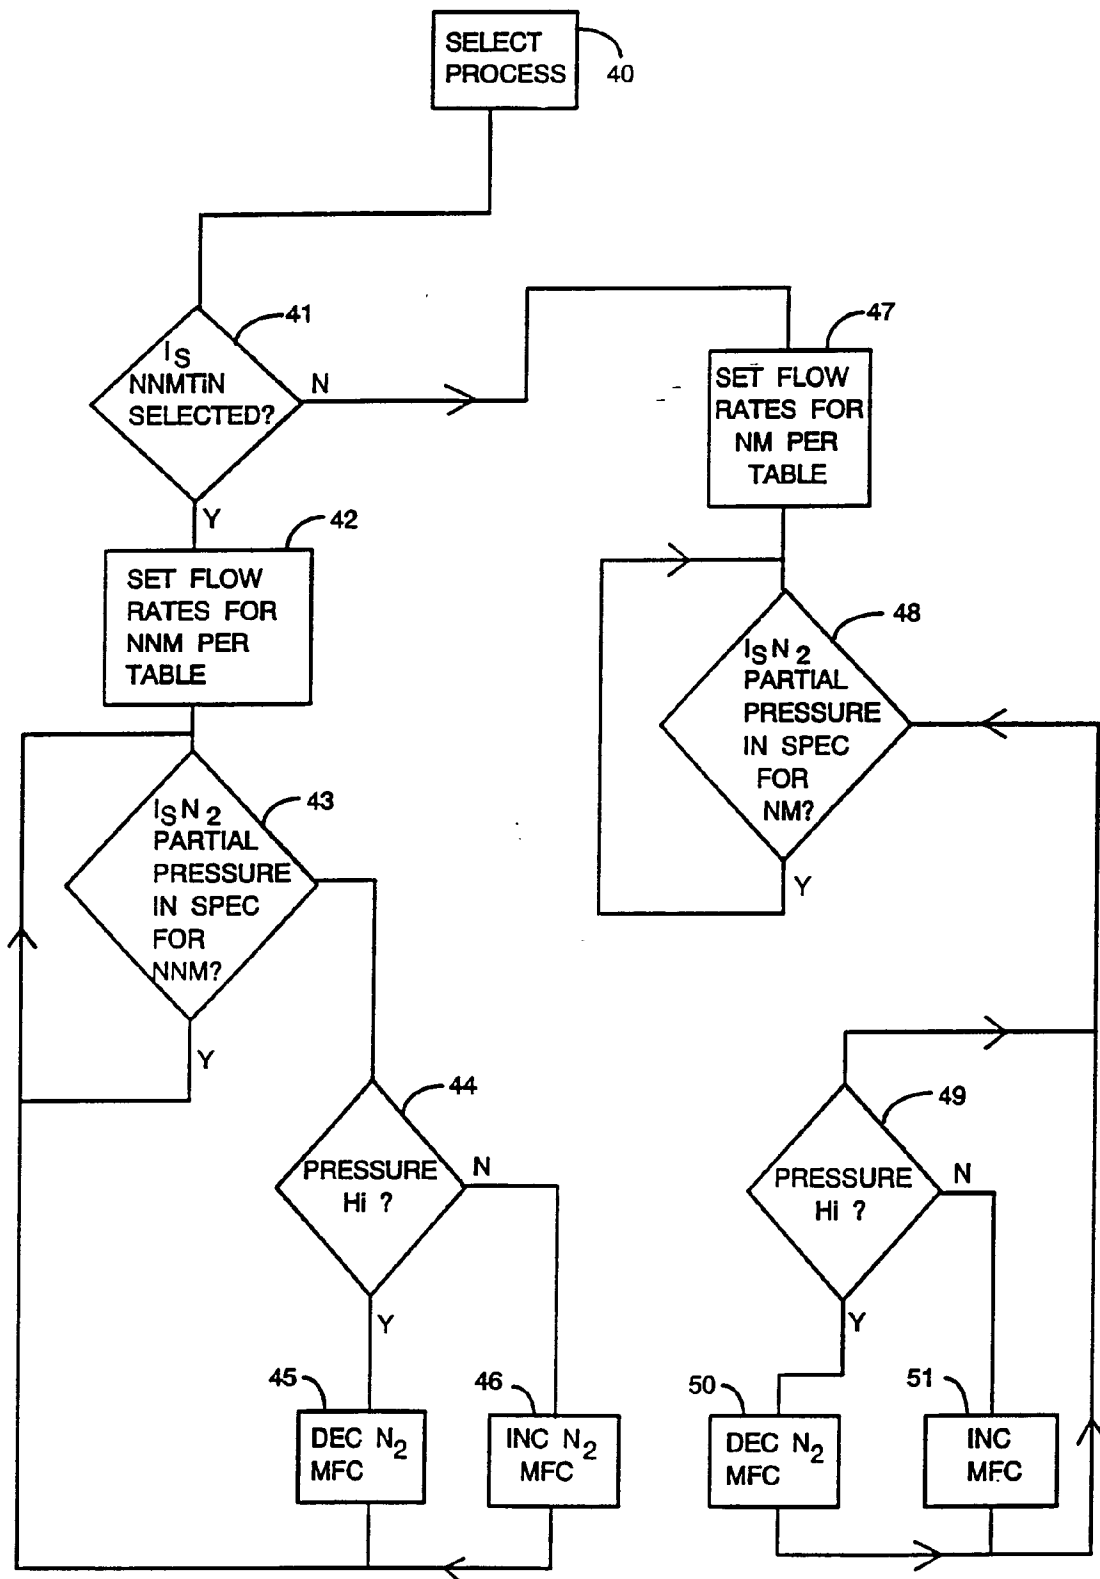 SELECT
PROCESS
40
41
IS
NNMTiN
SELECTED?
N
Y
47
SET FLOW
RATES FOR
NM PER
TABLE
42
SET FLOW
RATES FOR
NNM PER
TABLE
48
IS N2
PARTIAL
PRESSURE
IN SPEC
FOR
NM?
Y
43
IS N2
PARTIAL
PRESSURE
IN SPEC
FOR
NNM?
Y
44
PRESSURE
Hi ?
N
Y
49
PRESSURE
Hi ?
N
Y
45
DEC N2
MFC
46
INC N2
MFC
50
DEC N2
MFC
51
INC
MFC